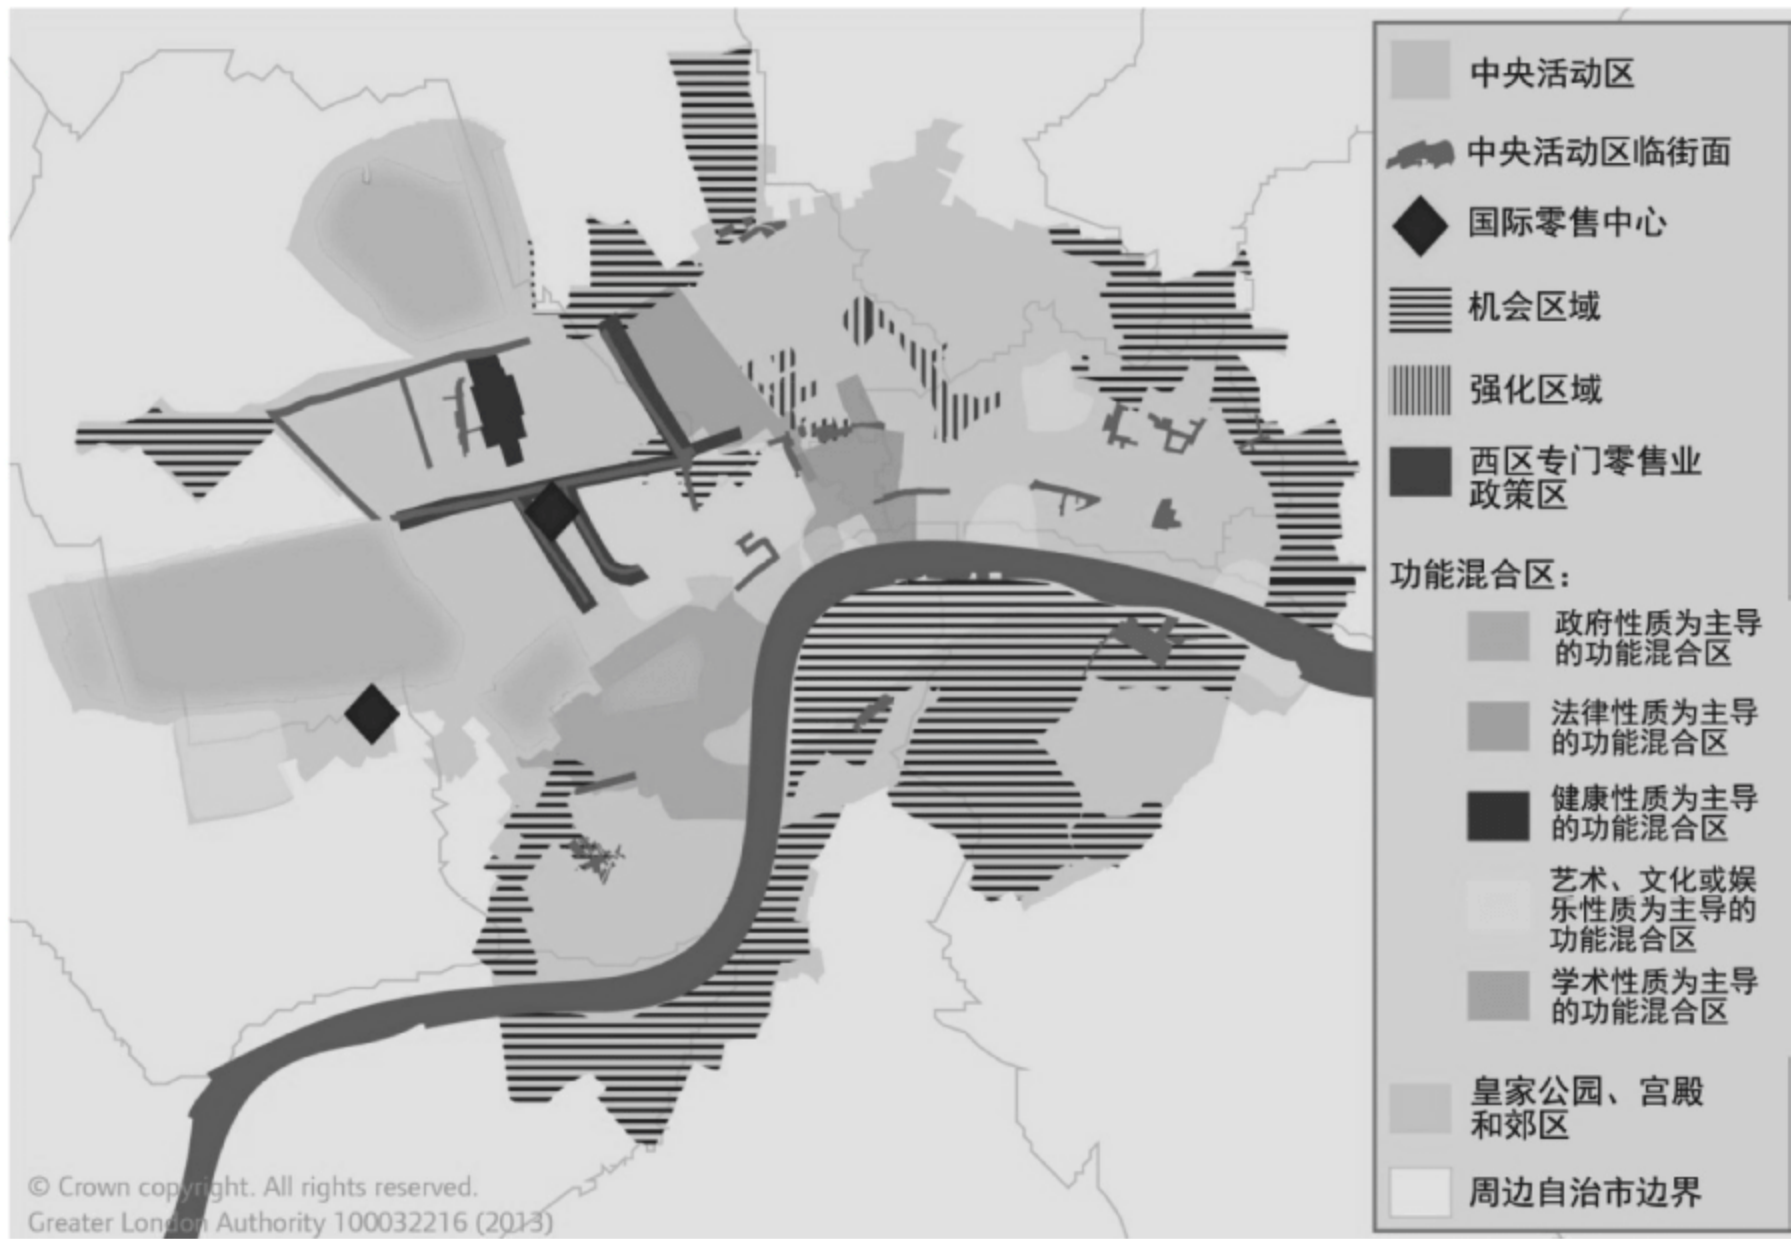 中央活动区
中央活动区临街面
国际零售中心
机会区域
强化区域
西区专门零售业
政策区
功能混合区：
政府性质为主导
的功能混合区
法律性质为主导
的功能混合区
健康性质为主导
的功能混合区
艺术、文化或娱
乐性质为主导的
功能混合区
学术性质为主导
的功能混合区
皇家公园、宫殿
和郊区
周边自治市边界
© Crown copyright. All rights reserved.
Greater London Authority 100032216 (2013)